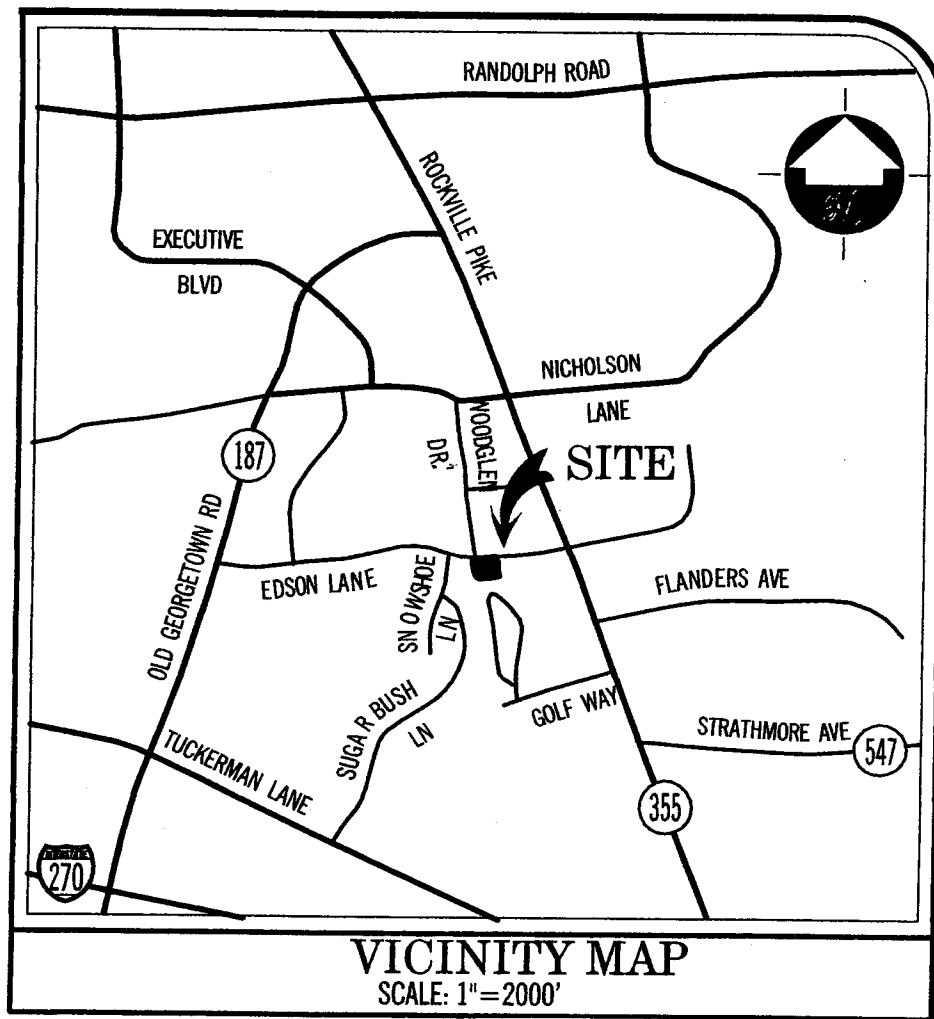 RANDOLPH ROAD
ROCKVILLE PIKE
EXECUTIVE
BLVD
NICHOLSON
LANE
WOODGLEN
DR.
187
SITE
OLD GEORGETOWN RD
EDSON LANE
SNOWSHOE
LN
FLANDERS AVE
SUGAR BUSH
LN
GOLF WAY
STRATHMORE AVE
547
TUCKERMAN LANE
355
270
VICINITY MAP
SCALE: 1"=2000'